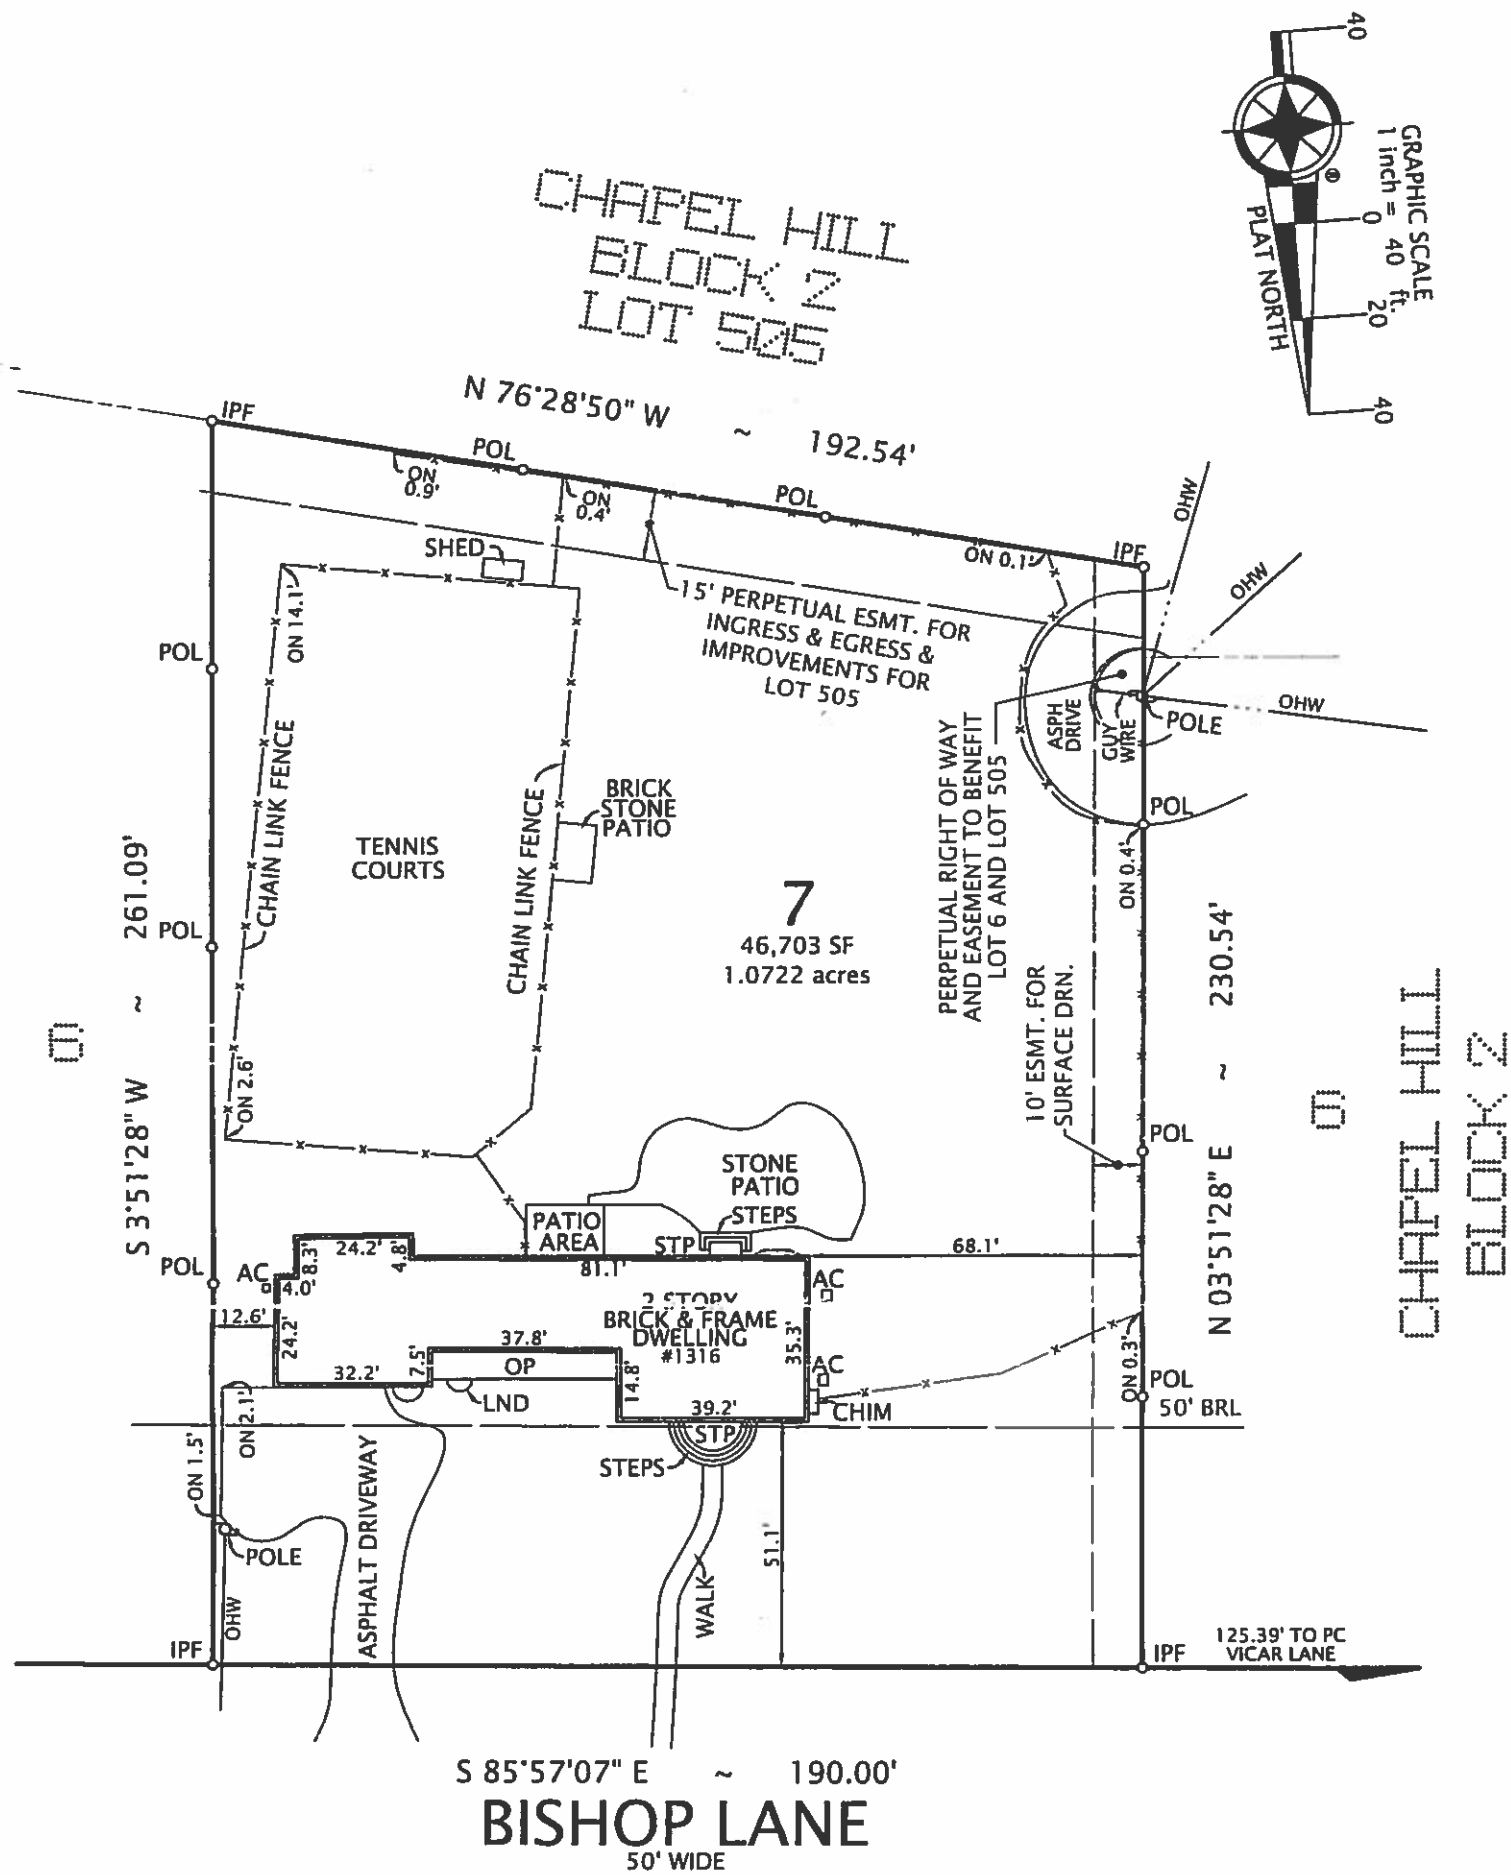 40
GRAPHIC SCALE
1 inch = 40 ft.
0
20
40
®
PLAT NORTH
CHAPEL HILL
BLOCK 2
LOT 505
N 76°28'50" W ~ 192.54'
IPF
POL
POL
IPF
ON
0.9'
ON
0.4'
ON 0.1'
OHW
OHW
OHW
SHED
15' PERPETUAL ESMT. FOR
INGRESS & EGRESS &
IMPROVEMENTS FOR
LOT 505
ON 14.1'
POL
CHAIN LINK FENCE
TENNIS
COURTS
CHAIN LINK FENCE
BRICK
STONE
PATIO
7
46,703 SF
1.0722 acres
PERPETUAL RIGHT OF WAY
AND EASEMENT TO BENEFIT
LOT 6 AND LOT 505
ASPH
DRIVE
GUY
WIRE
POLE
POL
ON 0.4'
S 3°51'28" W ~ 261.09'
POL
ON 2.6'
10' ESMT. FOR
SURFACE DRN.
N 03°51'28" E ~ 230.54'
POL
CHAPEL HILL
BLOCK 2
STONE
PATIO
STEPS
PATIO
AREA
STP
24.2'
8.3'
4.8'
81.1'
68.1'
POL
AC
4.0'
12.6'
24.2'
2 STORY
BRICK & FRAME
DWELLING
#1316
AC
35.3'
37.8'
OP
7.5'
32.2'
14.8'
39.2'
AC
LND
CHIM
STP
STEPS
ON 0.3'
POL
50' BRL
ON 2.1'
ON 1.5'
POLE
OHW
ASPHALT DRIVEWAY
WALK
51.1'
IPF
IPF
125.39' TO PC
VICAR LANE
S 85°57'07" E ~ 190.00'
BISHOP LANE
50' WIDE